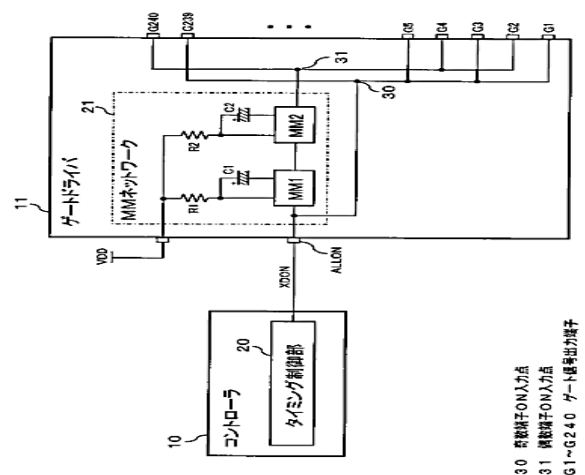 11
ゲートドライバ
21
MMネットワーク
VDD
R1
C1
MM1
R2
C2
MM2
G240
G239
G5
G4
G3
G2
G1
31
30
XDON
ALLON
10
コントローラ
20
タイミング制御部
30 奇数端子ON入力点
31 偶数端子ON入力点
G1~G240 ゲート信号出力端子